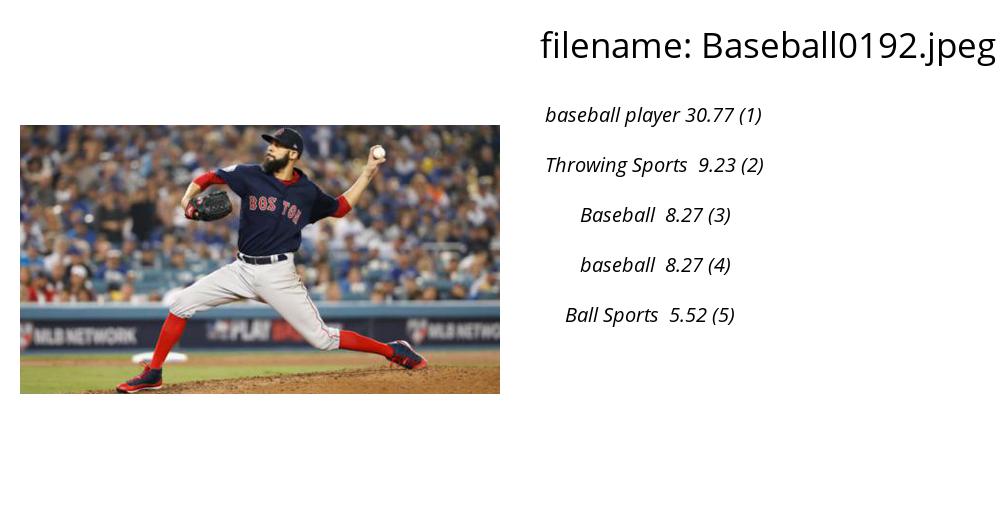 filename: Baseball0192.jpeg
baseball player 30.77 (1)
Throwing Sports 9.23 (2)
Baseball 8.27 (3)
baseball 8.27 (4)
Ball Sports 5.52 (5)
BOSTON
MLB NETWORK PLAY MLB NETWO